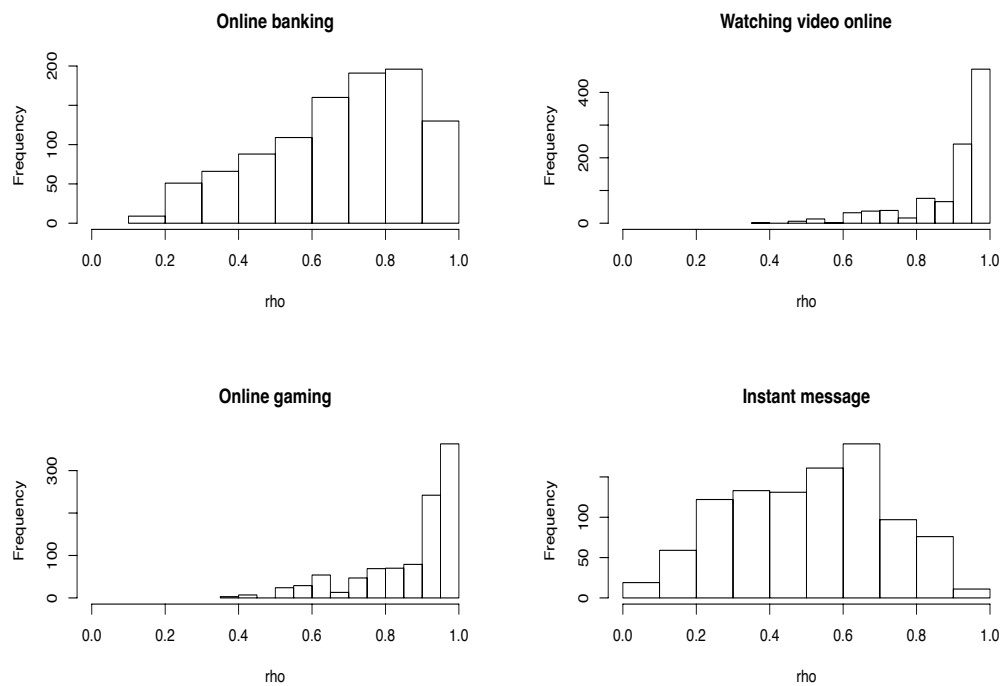 Online banking
Frequency
0 50 100 200
0.0 0.2 0.4 0.6 0.8 1.0
rho
Watching video online
Frequency
0 200 400
0.0 0.2 0.4 0.6 0.8 1.0
rho
Online gaming
Frequency
0 100 300
0.0 0.2 0.4 0.6 0.8 1.0
rho
Instant message
Frequency
0 50 100
0.0 0.2 0.4 0.6 0.8 1.0
rho